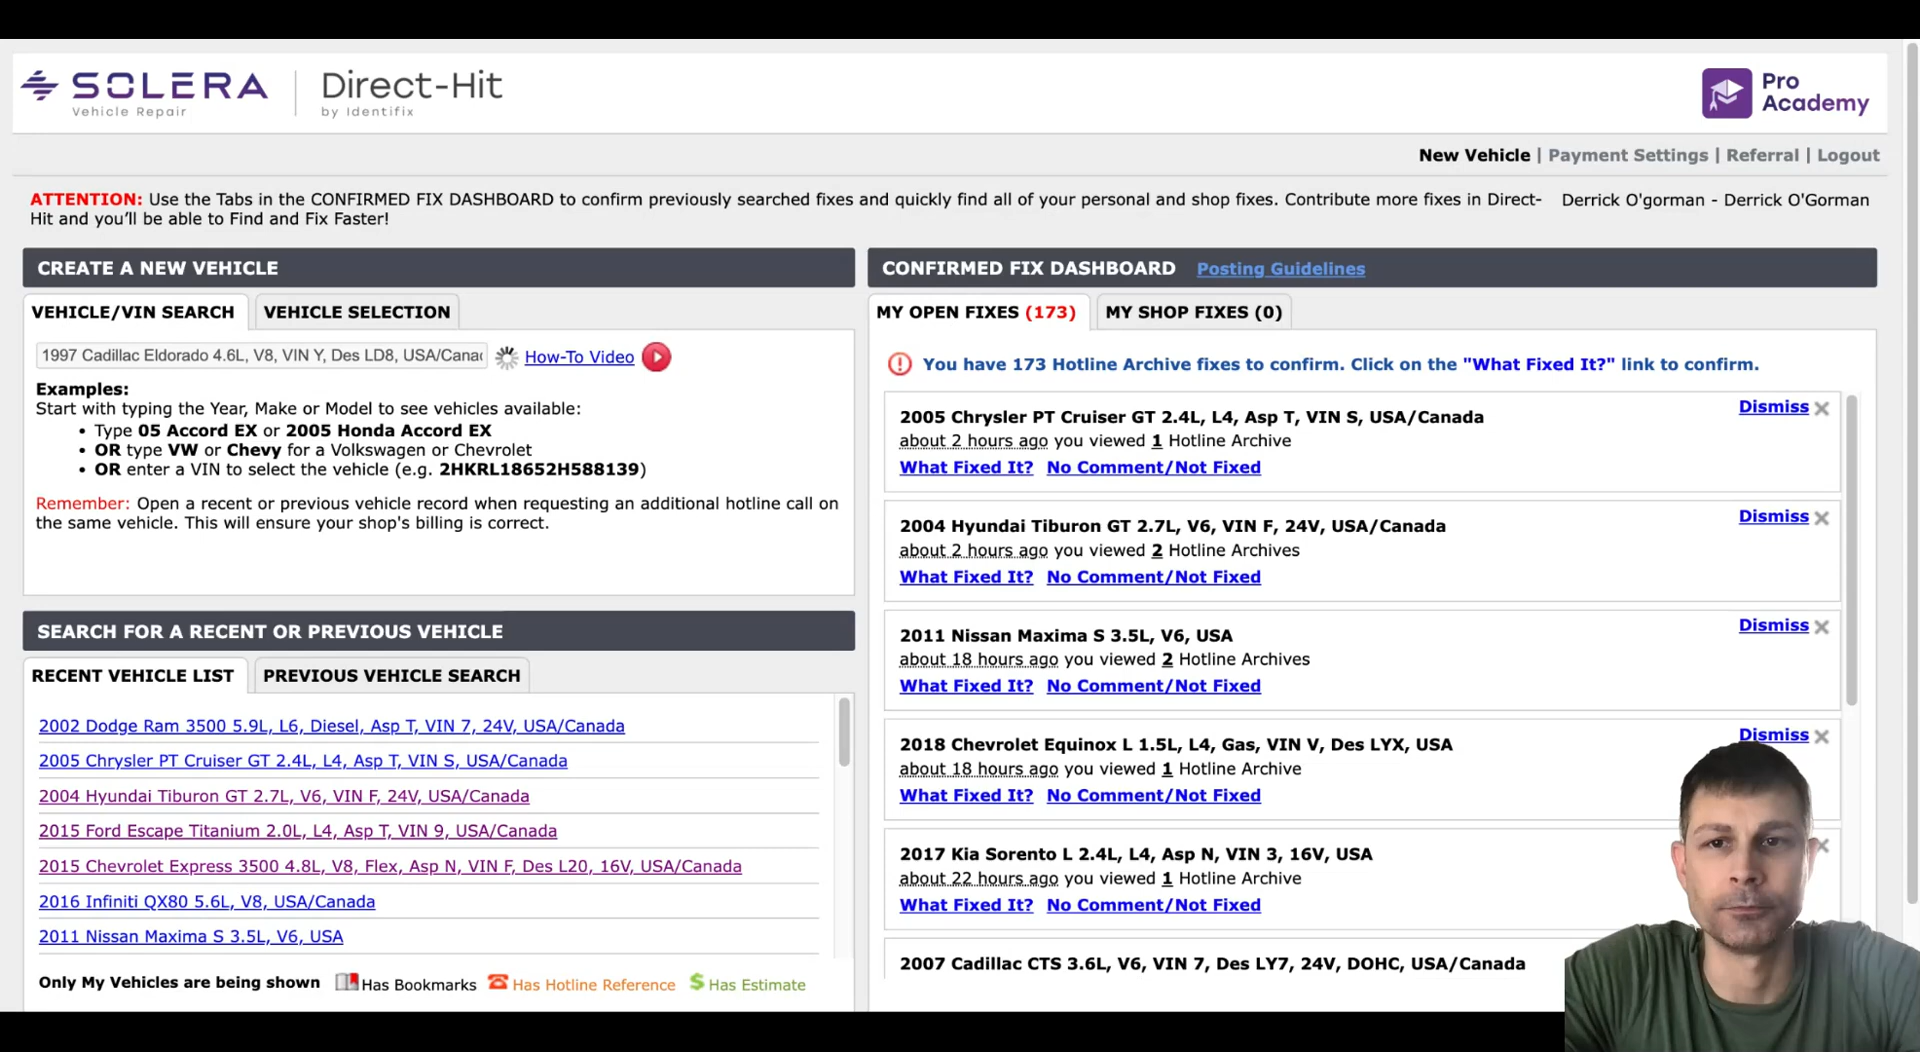 SOLERA
Vehicle Repair
Direct-Hit
by Identifix
Pro
Academy
New Vehicle | Payment Settings | Referral | Logout
ATTENTION: Use the Tabs in the CONFIRMED FIX DASHBOARD to confirm previously searched fixes and quickly find all of your personal and shop fixes. Contribute more fixes in Direct-
Hit and you'll be able to Find and Fix Faster!
Derrick O'gorman - Derrick O'Gorman
CREATE A NEW VEHICLE
VEHICLE/VIN SEARCH
VEHICLE SELECTION
1997 Cadillac Eldorado 4.6L, V8, VIN Y, Des LD8, USA/Canad
How-To Video
Examples:
Start with typing the Year, Make or Model to see vehicles available:
• Type 05 Accord EX or 2005 Honda Accord EX
• OR type VW or Chevy for a Volkswagen or Chevrolet
• OR enter a VIN to select the vehicle (e.g. 2HKRL18652H588139)
Remember: Open a recent or previous vehicle record when requesting an additional hotline call on
the same vehicle. This will ensure your shop's billing is correct.
SEARCH FOR A RECENT OR PREVIOUS VEHICLE
RECENT VEHICLE LIST
PREVIOUS VEHICLE SEARCH
2002 Dodge Ram 3500 5.9L, L6, Diesel, Asp T, VIN 7, 24V, USA/Canada
2005 Chrysler PT Cruiser GT 2.4L, L4, Asp T, VIN S, USA/Canada
2004 Hyundai Tiburon GT 2.7L, V6, VIN F, 24V, USA/Canada
2015 Ford Escape Titanium 2.0L, L4, Asp T, VIN 9, USA/Canada
2015 Chevrolet Express 3500 4.8L, V8, Flex, Asp N, VIN F, Des L20, 16V, USA/Canada
2016 Infiniti QX80 5.6L, V8, USA/Canada
2011 Nissan Maxima S 3.5L, V6, USA
Only My Vehicles are being shown
Has Bookmarks
Has Hotline Reference
$ Has Estimate
CONFIRMED FIX DASHBOARD
Posting Guidelines
MY OPEN FIXES (173)
MY SHOP FIXES (0)
You have 173 Hotline Archive fixes to confirm. Click on the "What Fixed It?" link to confirm.
2005 Chrysler PT Cruiser GT 2.4L, L4, Asp T, VIN S, USA/Canada
Dismiss
about 2 hours ago you viewed 1 Hotline Archive
What Fixed It? No Comment/Not Fixed
2004 Hyundai Tiburon GT 2.7L, V6, VIN F, 24V, USA/Canada
Dismiss
about 2 hours ago you viewed 2 Hotline Archives
What Fixed It? No Comment/Not Fixed
2011 Nissan Maxima S 3.5L, V6, USA
Dismiss
about 18 hours ago you viewed 2 Hotline Archives
What Fixed It? No Comment/Not Fixed
2018 Chevrolet Equinox L 1.5L, L4, Gas, VIN V, Des LYX, USA
Dismiss
about 18 hours ago you viewed 1 Hotline Archive
What Fixed It? No Comment/Not Fixed
2017 Kia Sorento L 2.4L, L4, Asp N, VIN 3, 16V, USA
about 22 hours ago you viewed 1 Hotline Archive
What Fixed It? No Comment/Not Fixed
2007 Cadillac CTS 3.6L, V6, VIN 7, Des LY7, 24V, DOHC, USA/Canada